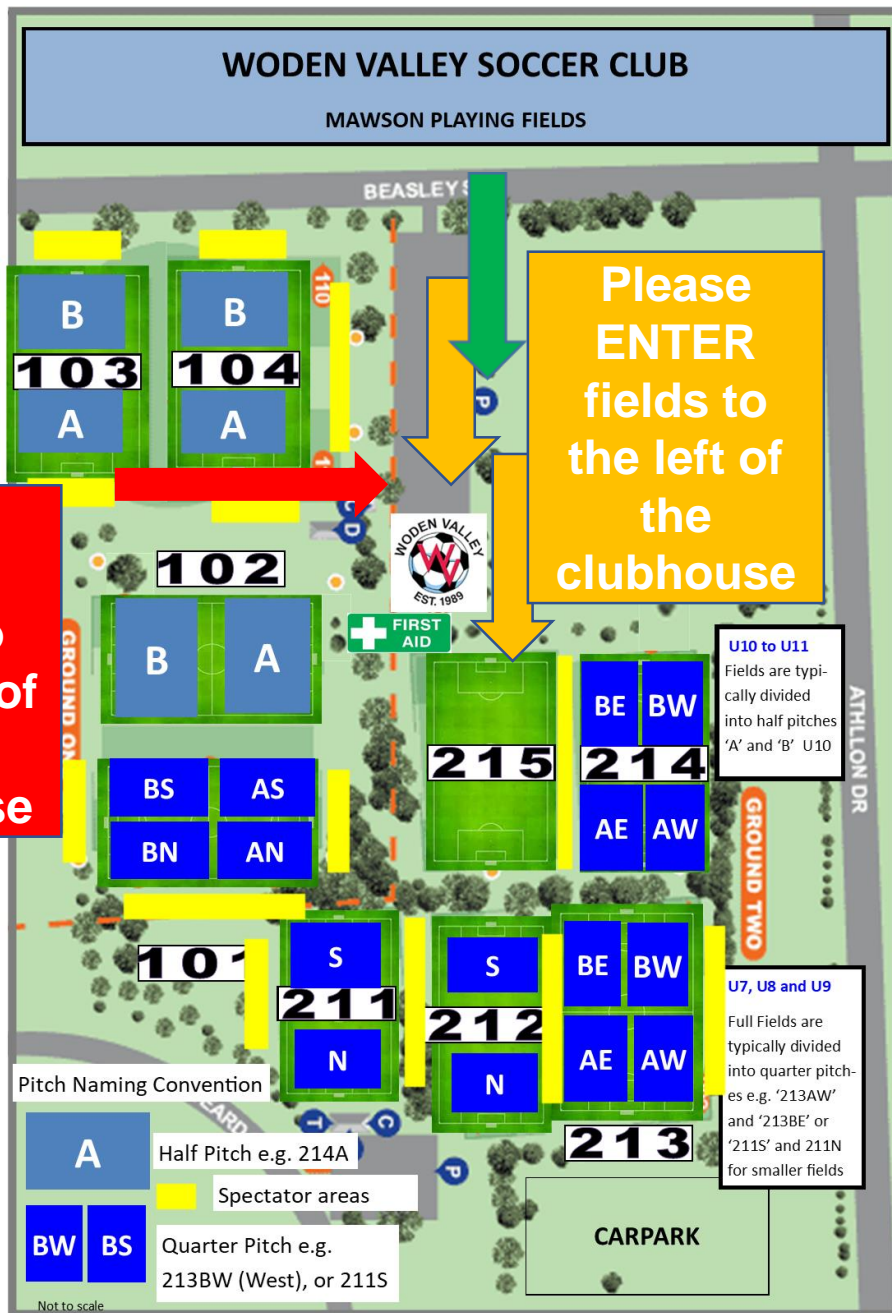 WODEN VALLEY SOCCER CLUB
MAWSON PLAYING FIELDS
BEASLEY S
110
B
B
103
104
A
A
P
Please
ENTER
fields to
the left of
the
clubhouse
D
WODEN VALLEY
WV
EST. 1989
FIRST
AID
102
B
A
of
se
GROUND ON
BS
AS
BN
AN
215
BE
BW
214
AE
AW
U10 to U11
Fields are typi-
cally divided
into half pitches
'A' and 'B' U10
ATHLLON DR
GROUND TWO
101
S
211
N
S
212
N
BE
BW
AE
AW
213
U7, U8 and U9
Full Fields are
typically divided
into quarter pitch-
es e.g. '213AW'
and '213BE' or
'211S' and 211N
for smaller fields
Pitch Naming Convention
EARD
T
C
P
A
Half Pitch e.g. 214A
Spectator areas
BW
BS
Quarter Pitch e.g.
213BW (West), or 211S
CARPARK
Not to scale